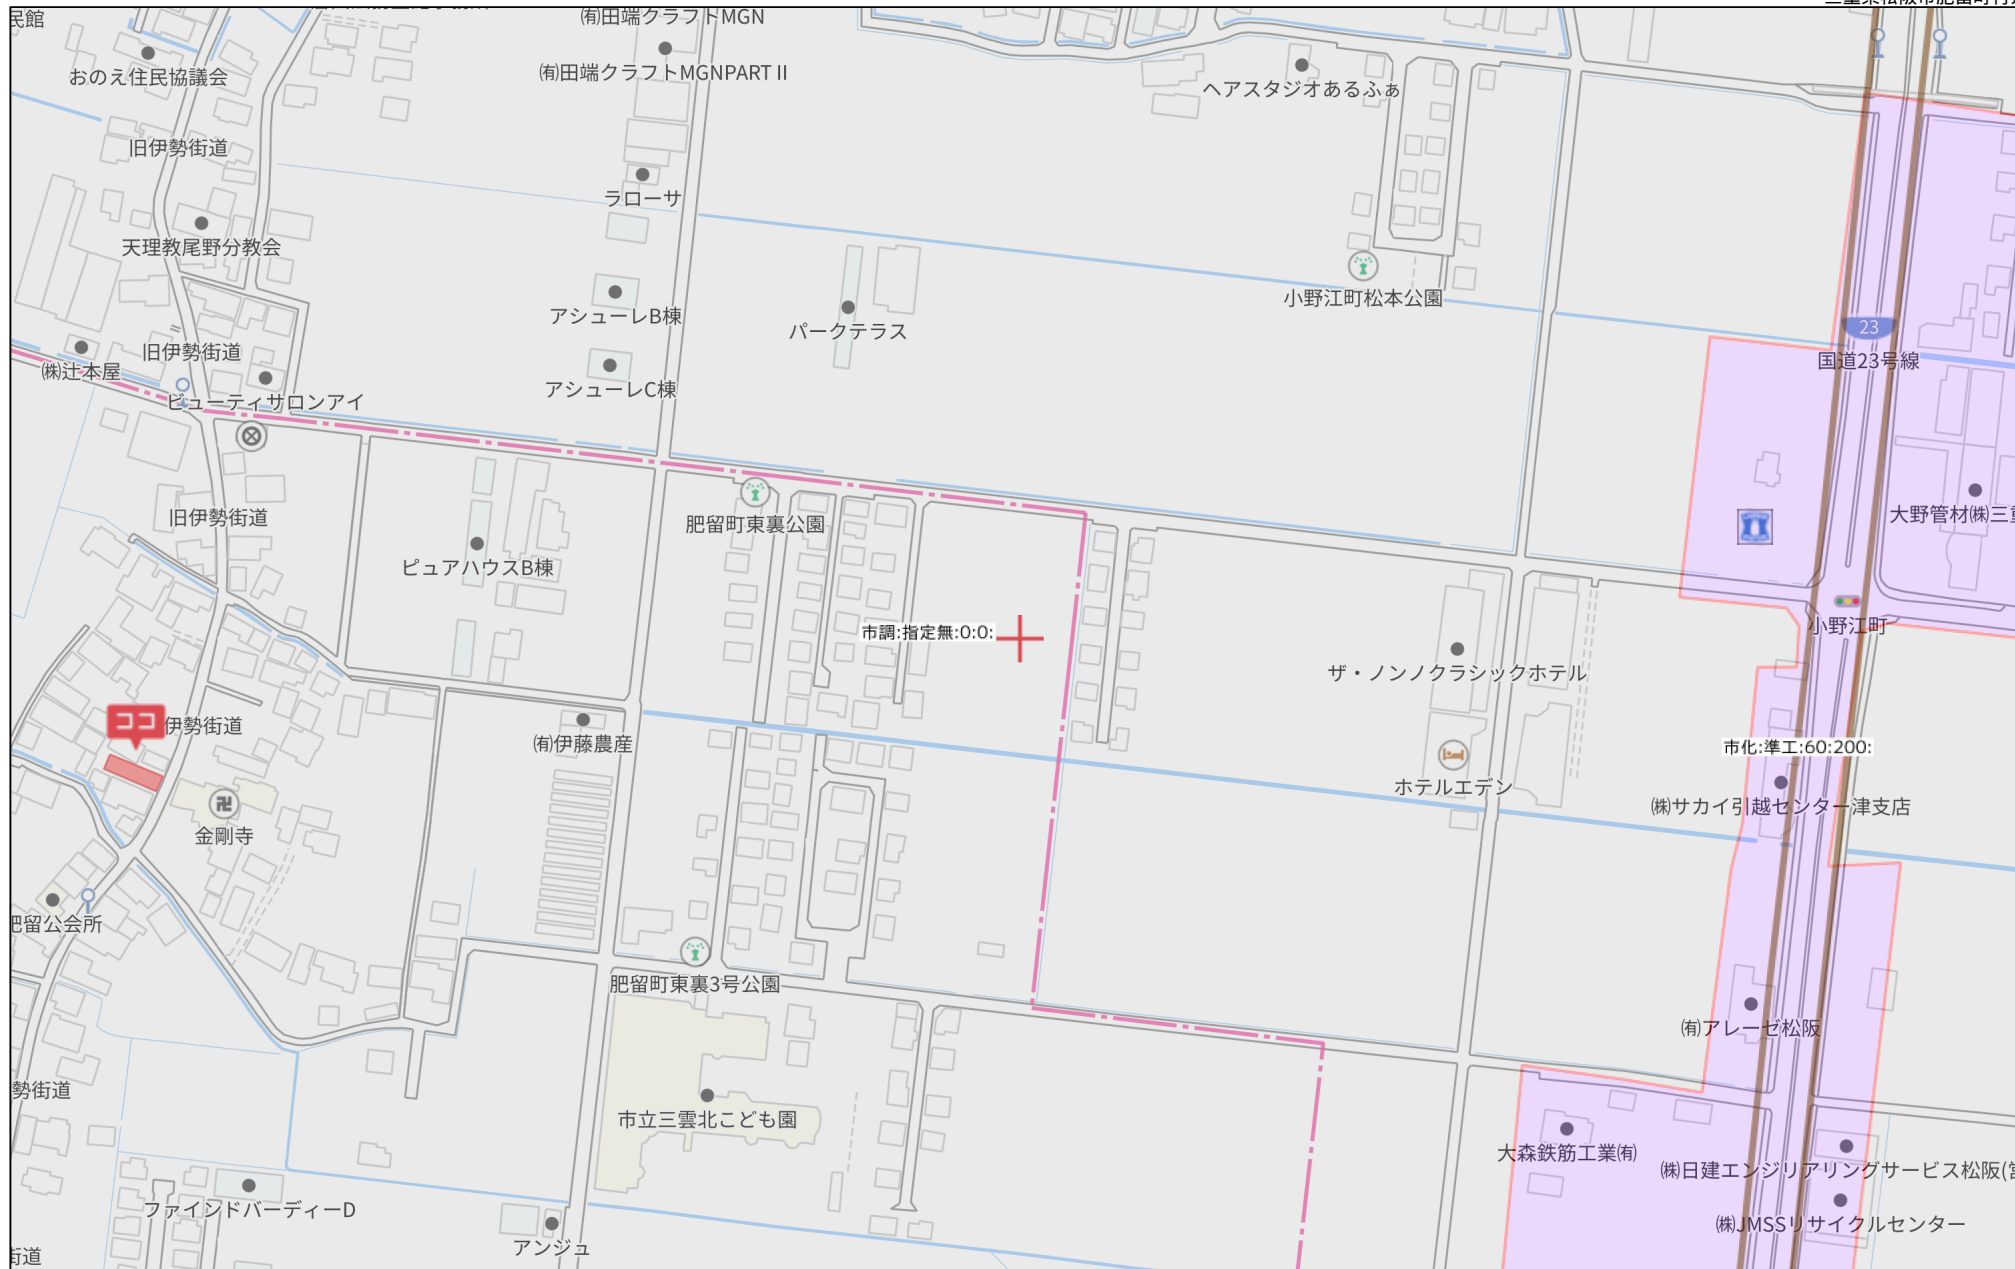 民館
おのえ住民協議会
㈲田端クラフトMGN
㈲田端クラフトMGNPARTⅡ
ヘアスタジオあるふぁ
旧伊勢街道
ラローサ
天理教尾野分教会
アシューレB棟
パークテラス
小野江町松本公園
23
国道23号線
旧伊勢街道
㈱辻本屋
アシューレC棟
ビューティサロンアイ
旧伊勢街道
肥留町東裏公園
大野管材㈱三重
ピュアハウスB棟
市調:指定無:0:0:
小野江町
ザ・ノンノクラシックホテル
ココ
伊勢街道
㈲伊藤農産
市化:準工:60:200:
ホテルエデン
㈱サカイ引越センター津支店
金剛寺
肥留公会所
肥留町東裏3号公園
㈲アレーゼ松阪
勢街道
市立三雲北こども園
大森鉄筋工業㈲
㈱日建エンジリアリングサービス松阪(営
ファインドバーディーD
㈱JMSSリサイクルセンター
アンジュ
街道